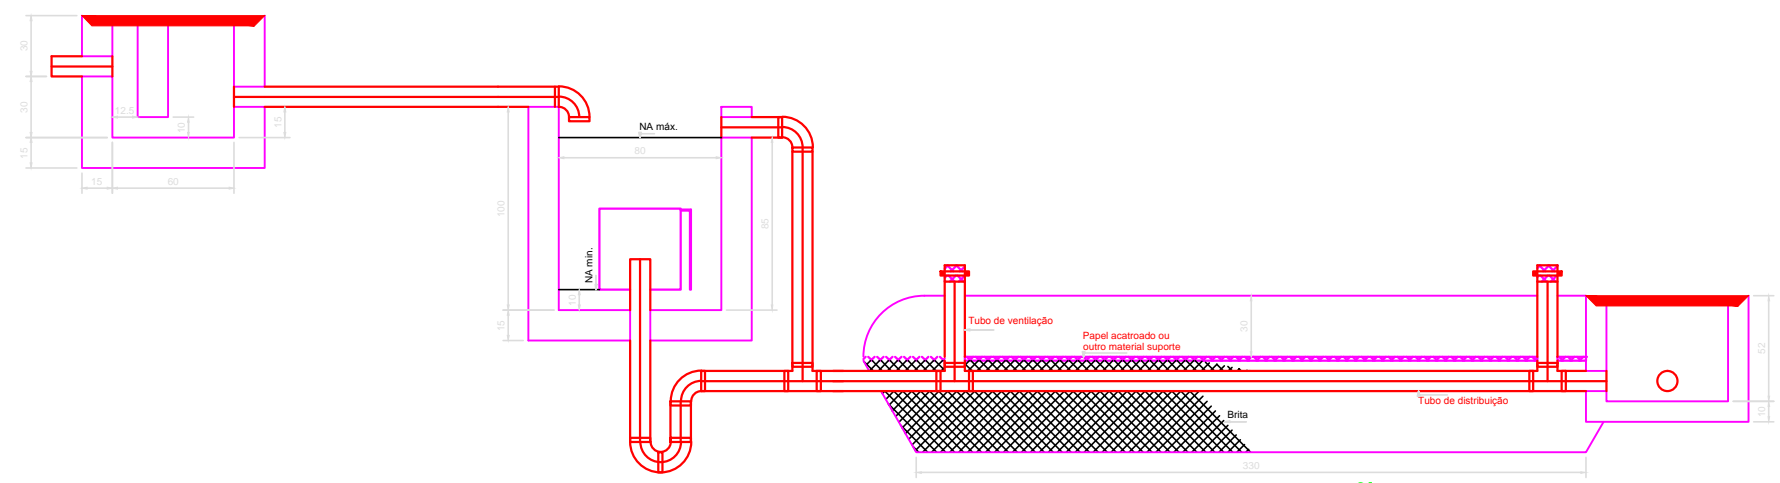 30
30
15
12.5
10
15
15
60
NA máx.
80
100
85
NA mín.
10
15
Tubo de ventilação
Papel acatroado ou
outro material suporte
30
52
Tubo de distribuição
10
Brita
330